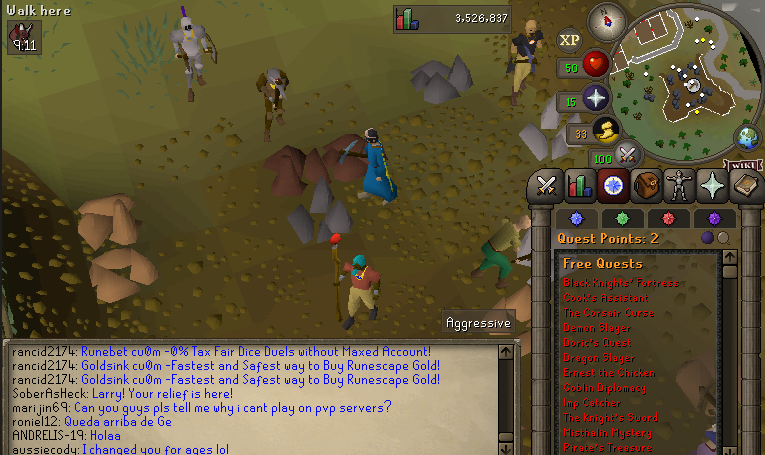 Walk here
3,526,837
9:11
XP
50
15
33
100
WIKI
Quest Points: 2
Free Quests
Black Knights' Fortress
Cook's Assistant
The Corsair Curse
Demon Slayer
Doric's Quest
Dragon Slayer
Ernest the Chicken
Goblin Diplomacy
Imp Catcher
The Knight's Sword
Misthalin Mystery
Pirate's Treasure
Aggressive
rancid2174: Runebet cu0m -0% Tax Fair Dice Duels without Maxed Account!
rancid2174: Goldsink cu0m -Fastest and Safest way to Buy Runescape Gold!
rancid2174: Goldsink cu0m -Fastest and Safest way to Buy Runescape Gold!
SoberAsHeck: Larry! Your relief is here!
marijin69: Can you guys pls tell me why i cant play on pvp servers?
roniel12: Queda arriba de Ge
ANDRELIS-19: Holaa
aussiecody: I changed you for ages lol